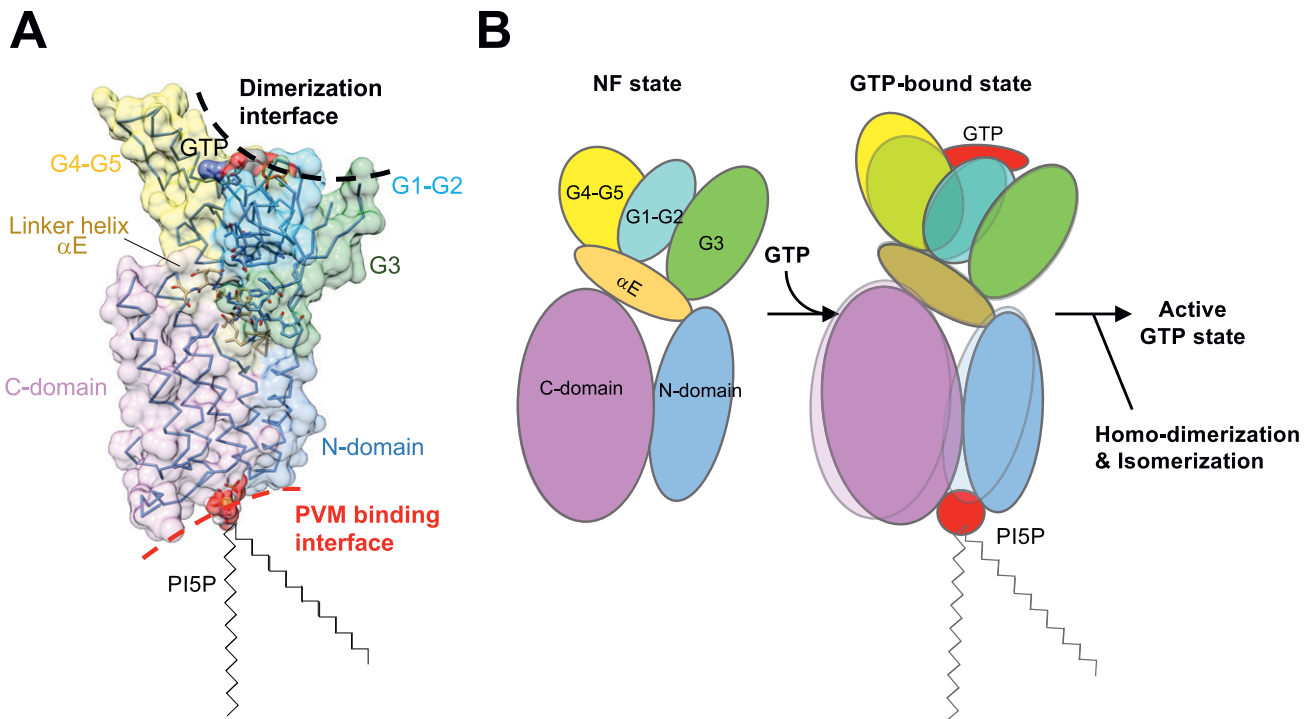 A
Dimerization
interface
GTP
G4-G5
G1-G2
Linker helix
αE
G3
C-domain
N-domain
PVM binding
interface
PI5P
B
NF state
GTP-bound state
GTP
G4-G5
G1-G2
G3
αE
GTP
C-domain
N-domain
Active
GTP state
Homo-dimerization
& Isomerization
PI5P